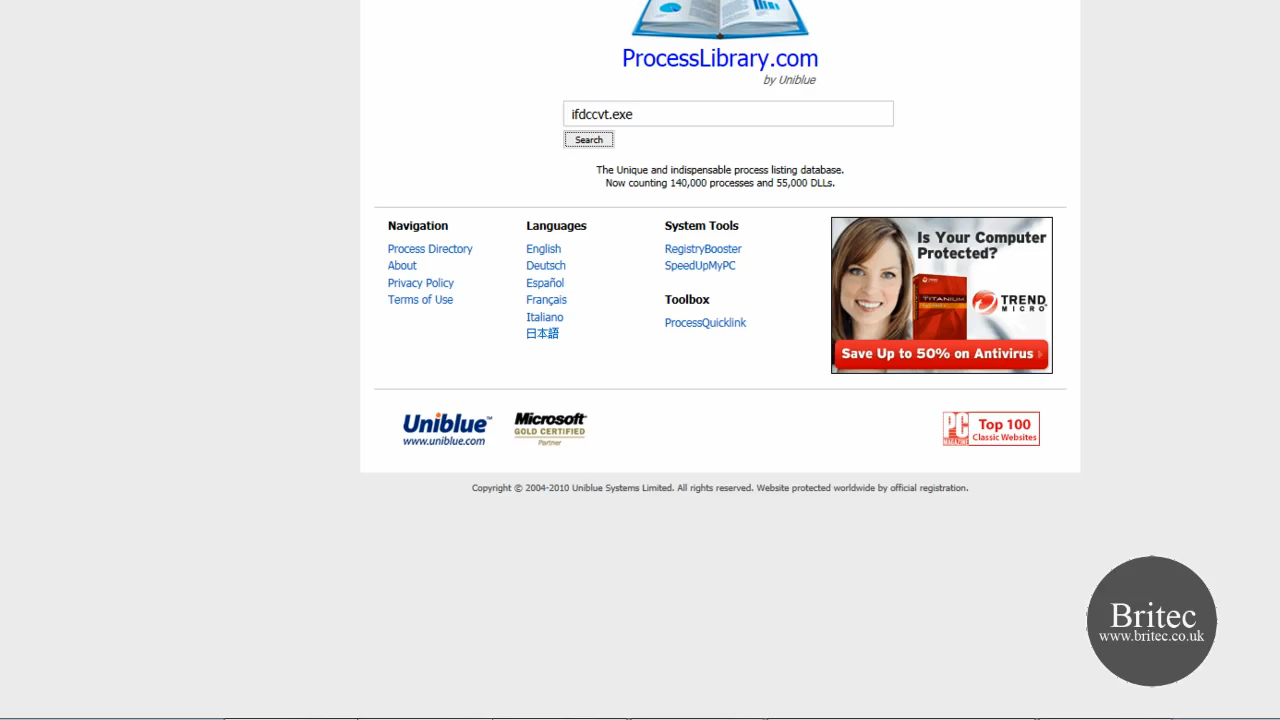 ProcessLibrary.com
by Uniblue
ifdccvt.exe
Search
The Unique and indispensable process listing database.
Now counting 140,000 processes and 55,000 DLLs.
Navigation
Process Directory
About
Privacy Policy
Terms of Use
Languages
English
Deutsch
Español
Français
Italiano
日本語
System Tools
RegistryBooster
SpeedUpMyPC
Toolbox
ProcessQuicklink
Is Your Computer
Protected?
TITANIUM
TREND
MICRO
Save Up to 50% on Antivirus
Uniblue™
www.uniblue.com
Microsoft
GOLD CERTIFIED
Partner
PC
MAGAZINE
Top 100
Classic Websites
Copyright © 2004-2010 Uniblue Systems Limited. All rights reserved. Website protected worldwide by official registration.
Britec
www.britec.co.uk